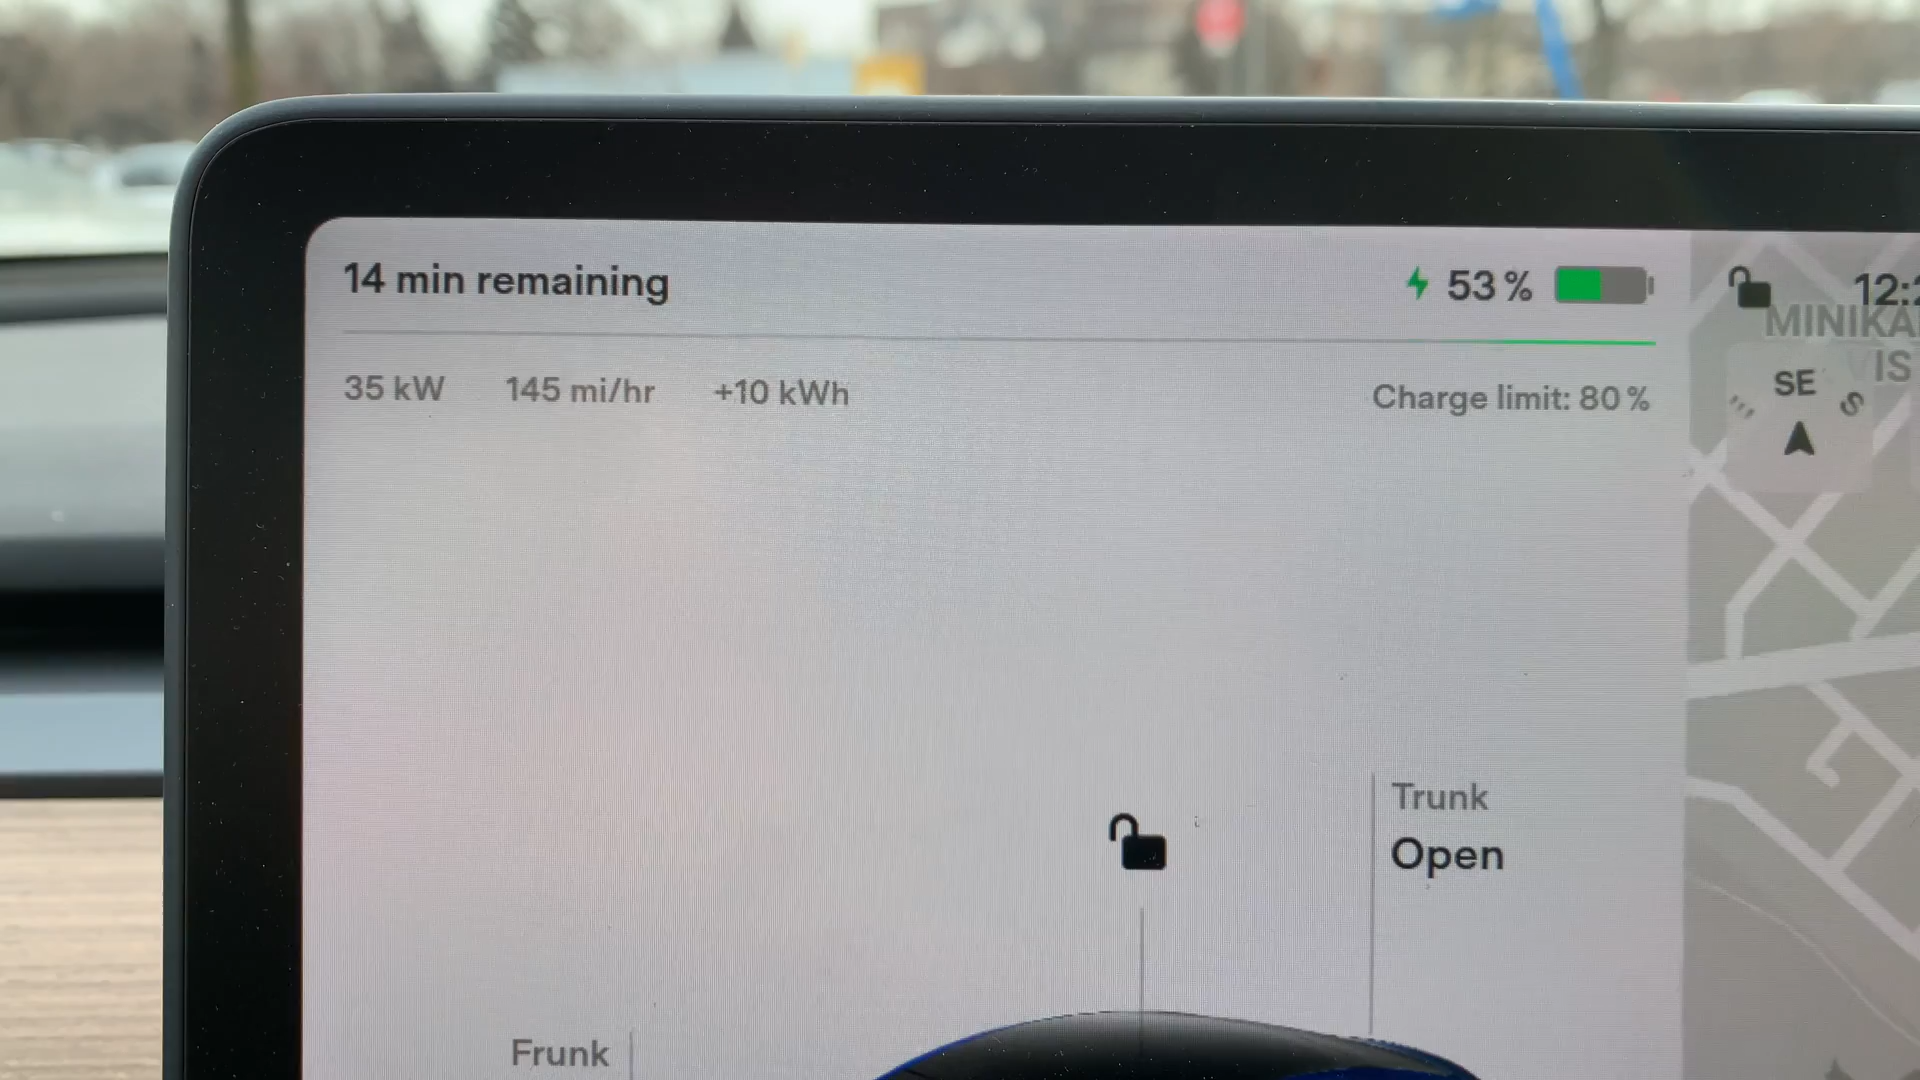 14 min remaining
53 %
35 kW
145 mi/hr
+10 kWh
Charge limit: 80 %
SE
S
Trunk
Open
Frunk